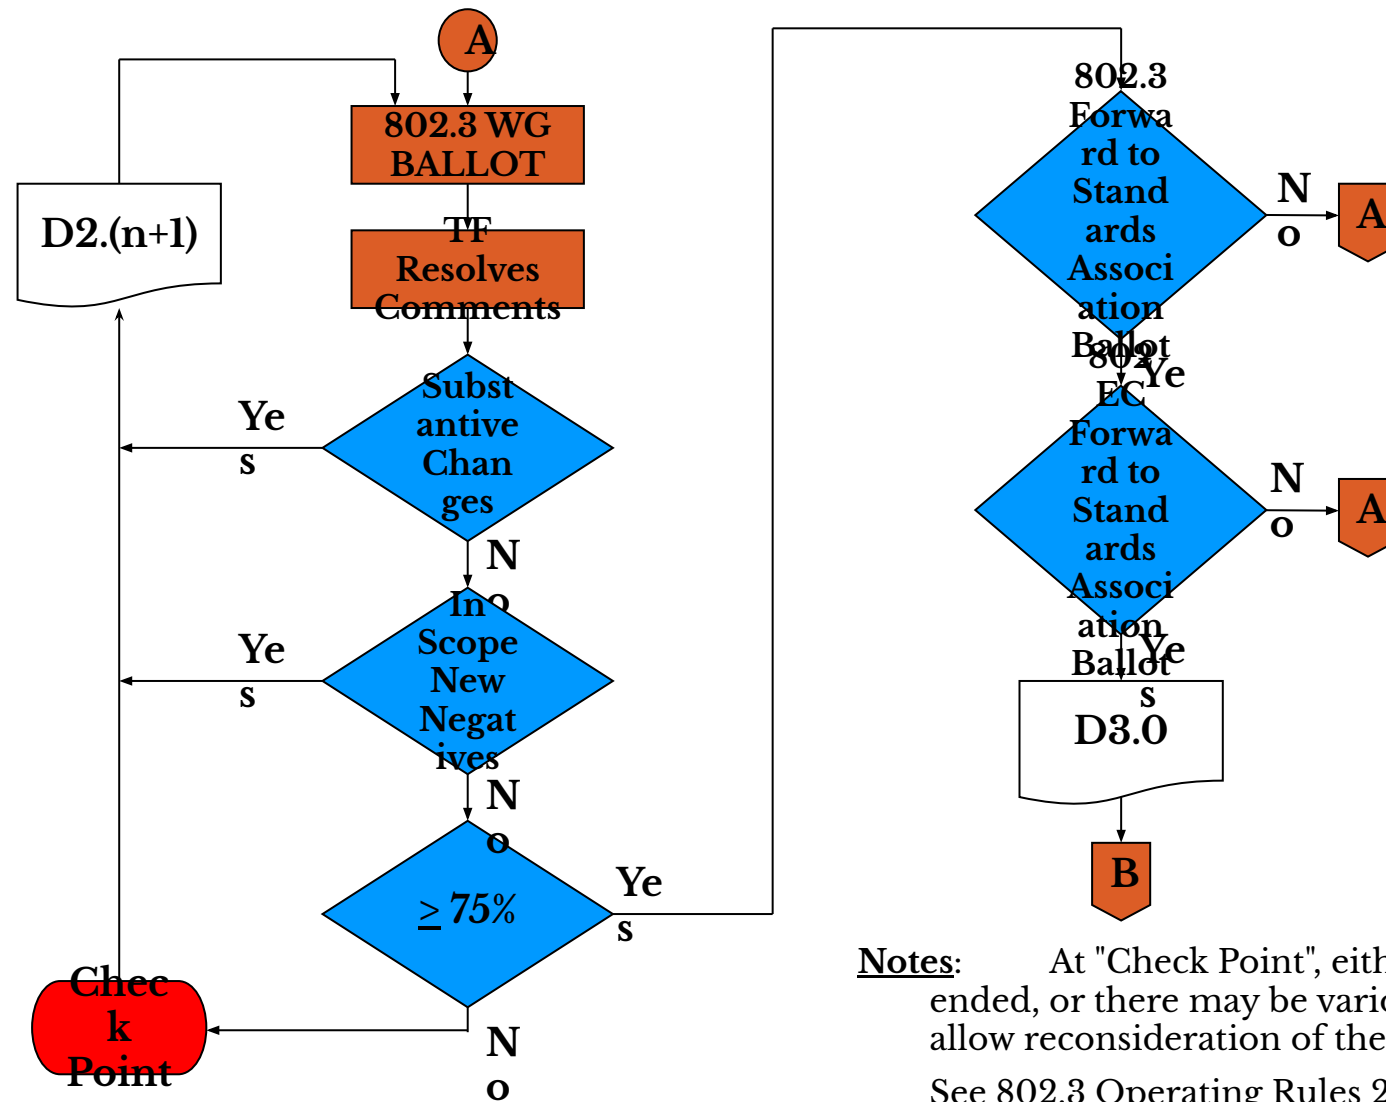 A
802.3 WG
BALLOT
D2.(n+1)
TF
Resolves
Comments
Subst
antive
Chan
ges
Ye
s
N
o
In
Scope
New
Negat
ives
Ye
s
N
o
≥ 75%
Ye
s
N
o
Chec
k
Point
802.3
Forwa
rd to
Stand
ards
Associ
ation
Ballot
N
o
A
Ye
802
EC
Forwa
rd to
Stand
ards
Associ
ation
Ballot
N
o
A
Ye
s
D3.0
B
Notes: At "Check Point", eith
ended, or there may be vario
allow reconsideration of the
See 802.3 Operating Rules 2